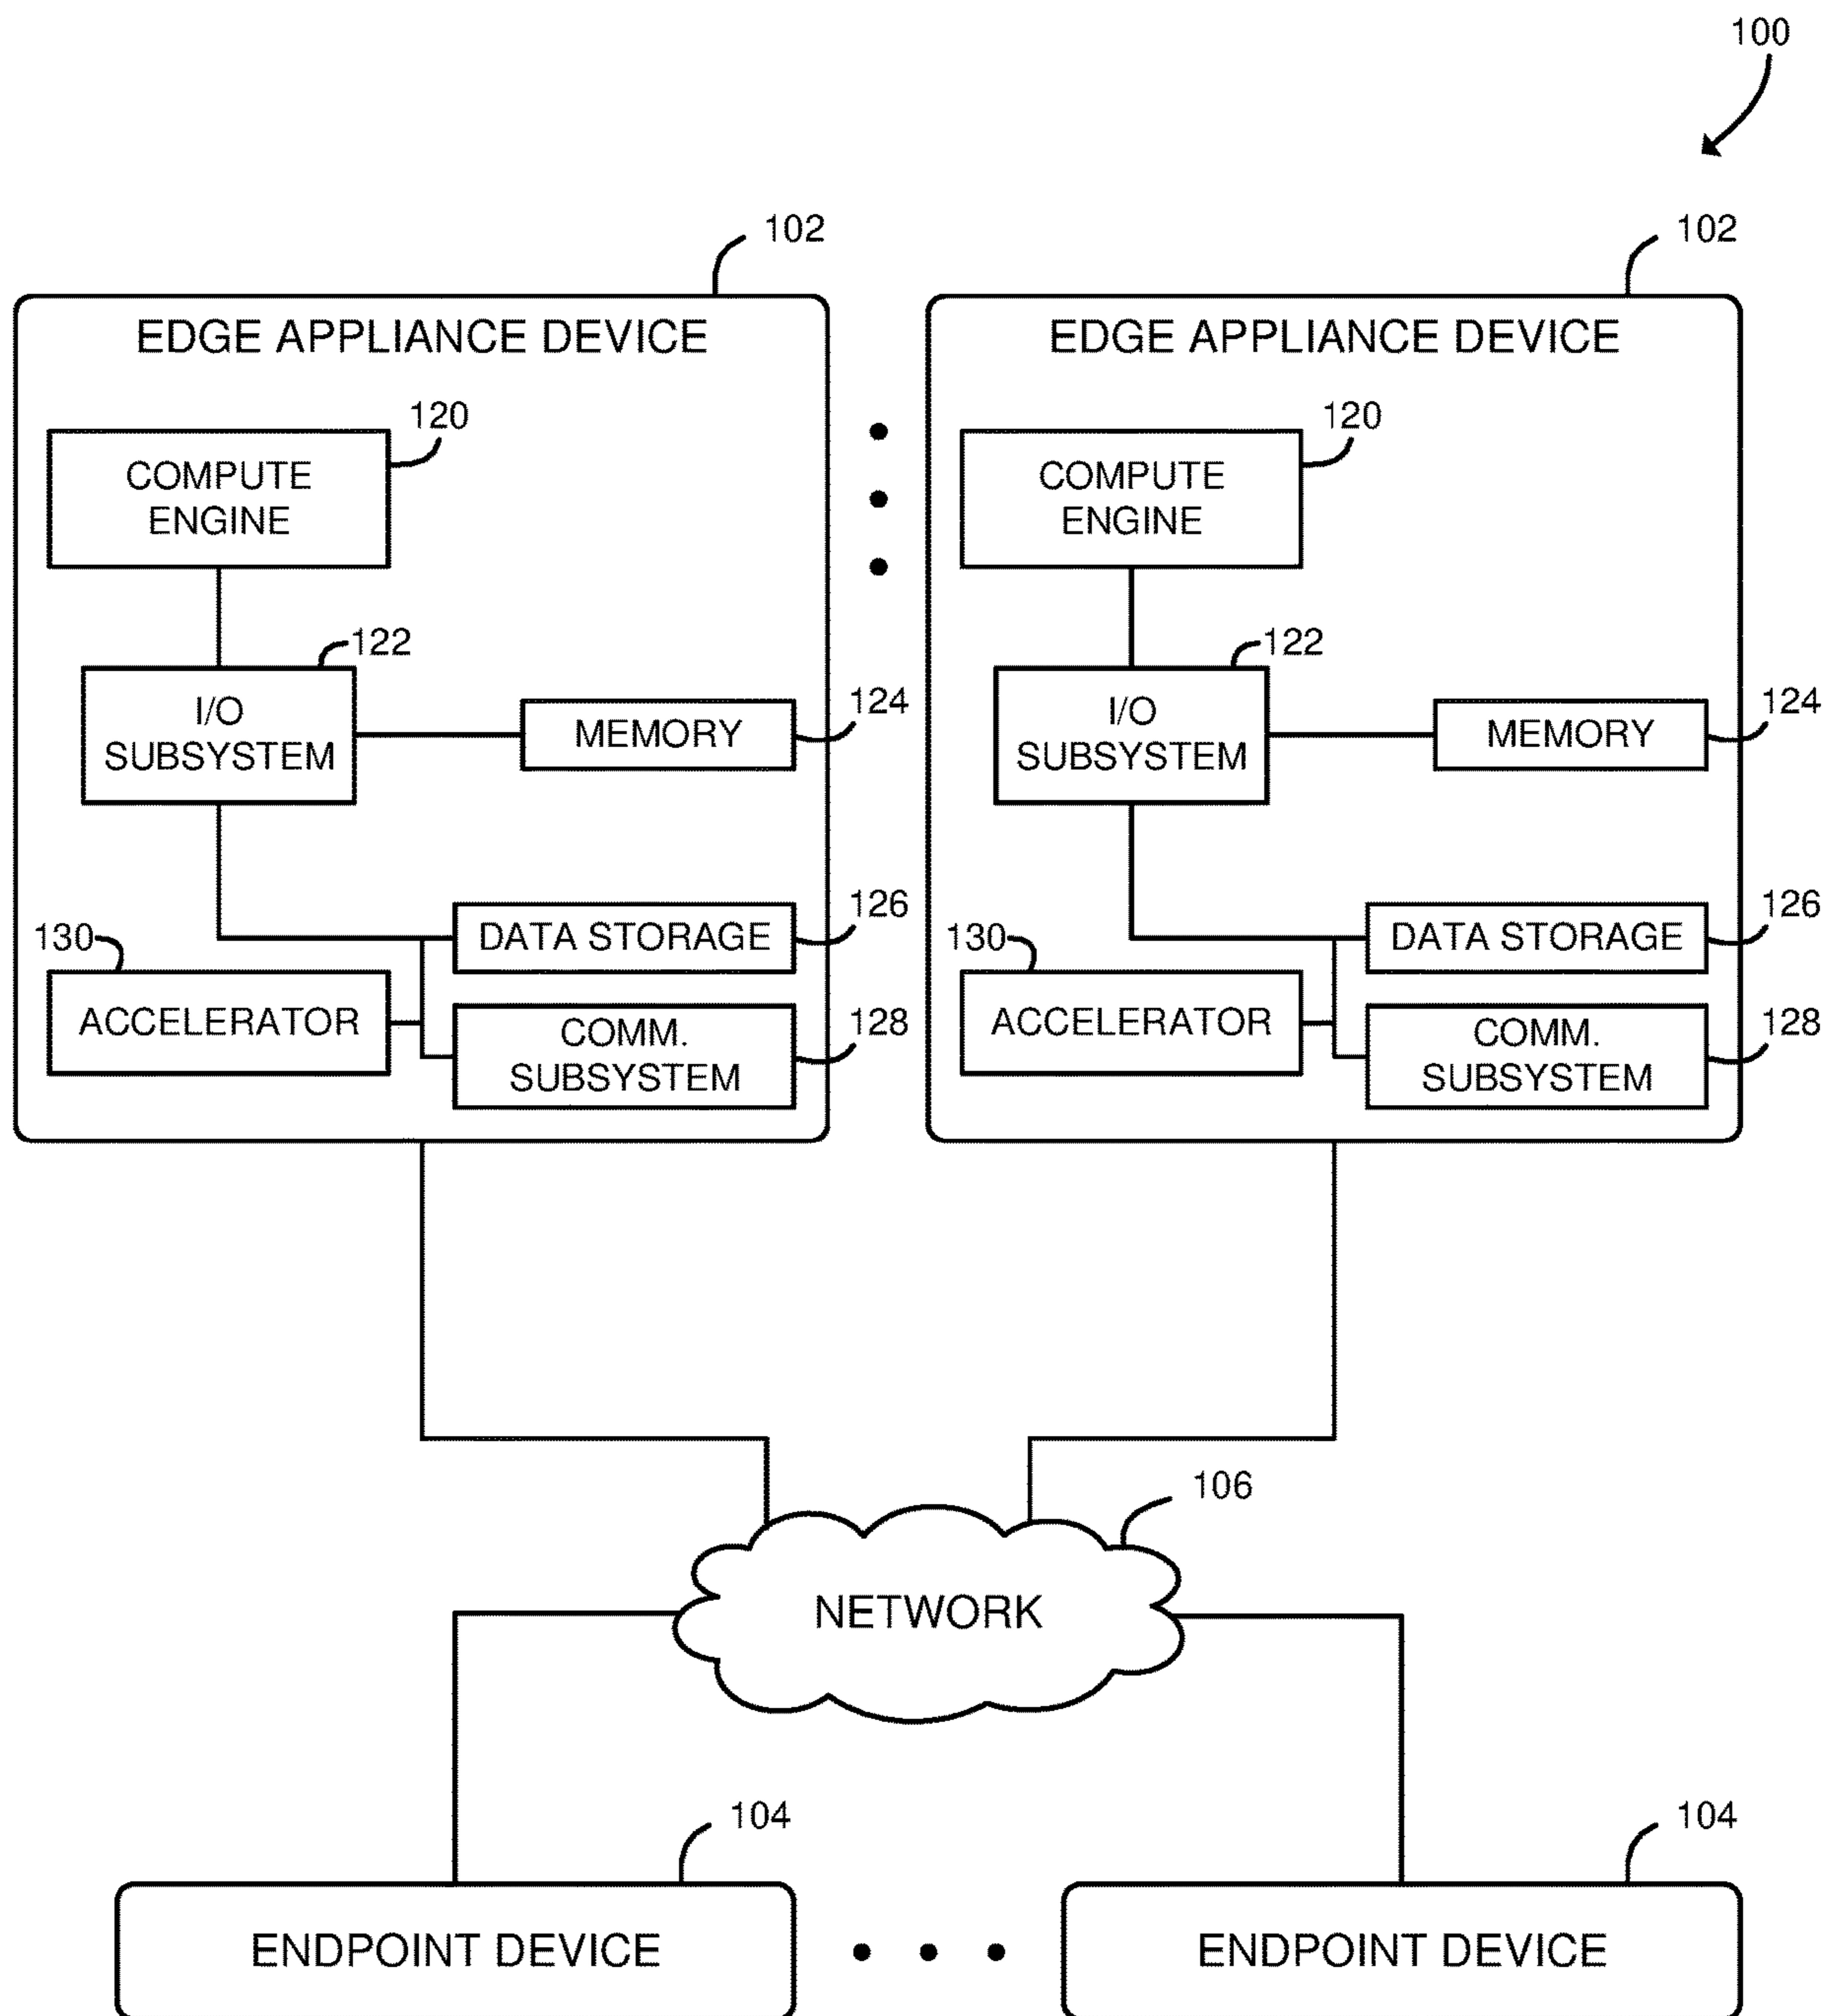 100
102
102
EDGE APPLIANCE DEVICE
EDGE APPLIANCE DEVICE
120
COMPUTE
ENGINE
122
I/O
SUBSYSTEM
124
MEMORY
126
DATA STORAGE
130
ACCELERATOR
128
COMM.
SUBSYSTEM
120
COMPUTE
ENGINE
122
I/O
SUBSYSTEM
124
MEMORY
126
DATA STORAGE
130
ACCELERATOR
128
COMM.
SUBSYSTEM
106
NETWORK
104
104
ENDPOINT DEVICE
ENDPOINT DEVICE